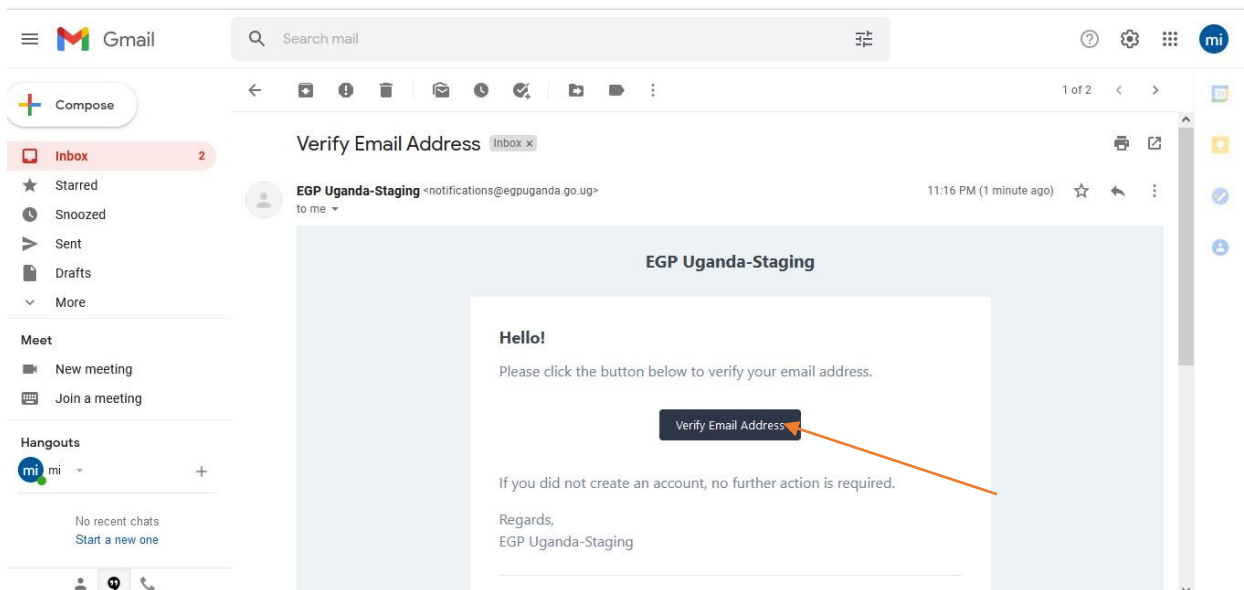 Gmail
Search mail
mi
Compose
1 of 2
Inbox 2
Starred
Snoozed
Sent
Drafts
More
Meet
New meeting
Join a meeting
Hangouts
mi mi
No recent chats
Start a new one
Verify Email Address Inbox x
EGP Uganda-Staging <notifications@egpuganda.go.ug> 11:16 PM (1 minute ago)
to me
EGP Uganda-Staging
Hello!
Please click the button below to verify your email address.
Verify Email Address
If you did not create an account, no further action is required.
Regards,
EGP Uganda-Staging